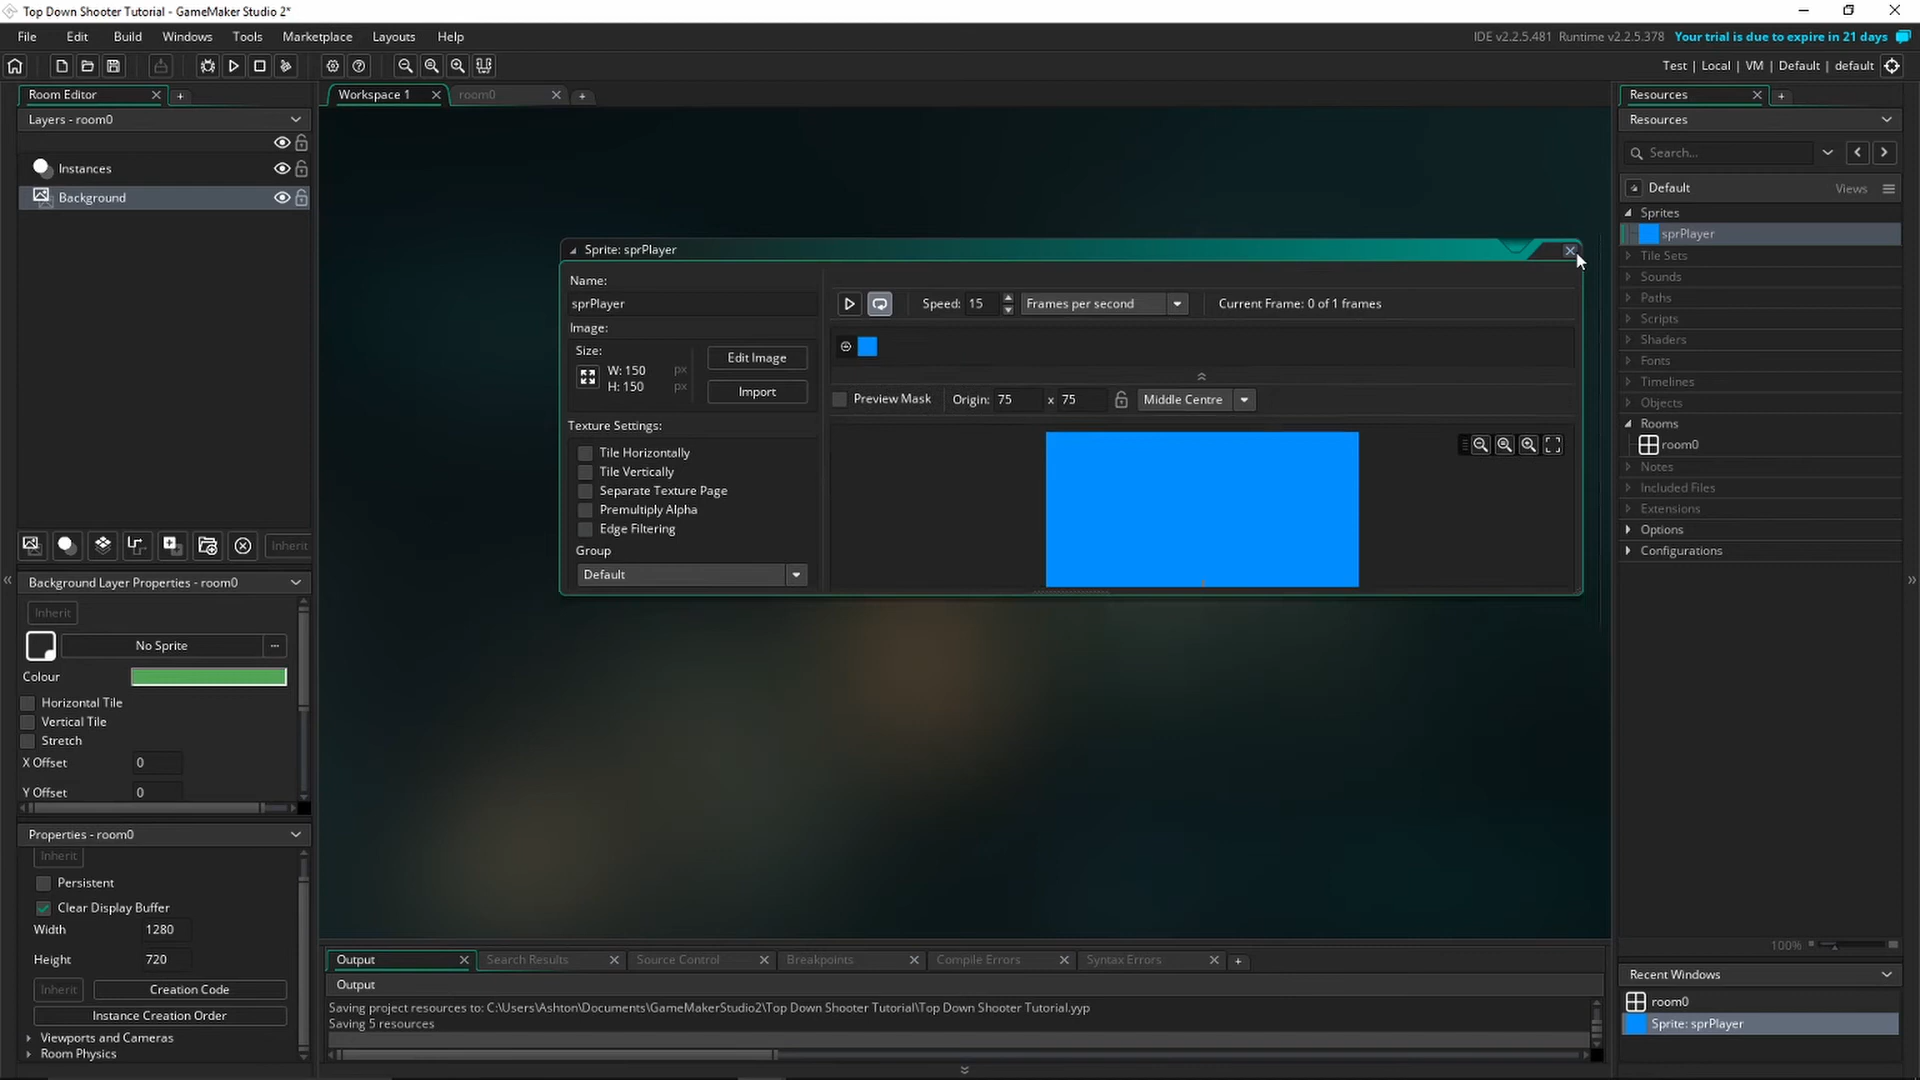 Top Down Shooter Tutorial - GameMaker Studio 2*
File Edit Build Windows Tools Marketplace Layouts Help
IDE v2.2.5.481 Runtime v2.2.5.378 Your trial is due to expire in 21 days
Test | Local | VM | Default | default
Room Editor
Layers - room0
Instances
Background
Inherit
Background Layer Properties - room0
Inherit
No Sprite ...
Colour
Horizontal Tile
Vertical Tile
Stretch
X Offset 0
Y Offset 0
Properties - room0
Inherit
Persistent
Clear Display Buffer
Width 1280
Height 720
Inherit Creation Code
Instance Creation Order
Viewports and Cameras
Room Physics
Workspace 1 room0
Sprite: sprPlayer
Name:
sprPlayer
Image:
Size:
W: 150 px
H: 150 px
Edit Image
Import
Texture Settings:
Tile Horizontally
Tile Vertically
Separate Texture Page
Premultiply Alpha
Edge Filtering
Group
Default
Speed: 15 Frames per second Current Frame: 0 of 1 frames
Preview Mask Origin: 75 x 75 Middle Centre
Output Search Results Source Control Breakpoints Compile Errors Syntax Errors
Output
Saving project resources to: C:\Users\Ashton\Documents\GameMakerStudio2\Top Down Shooter Tutorial\Top Down Shooter Tutorial.yyp
Saving 5 resources
Resources
Resources
Search...
Default Views
Sprites
sprPlayer
Tile Sets
Sounds
Paths
Scripts
Shaders
Fonts
Timelines
Objects
Rooms
room0
Notes
Included Files
Extensions
Options
Configurations
100%
Recent Windows
room0
Sprite: sprPlayer